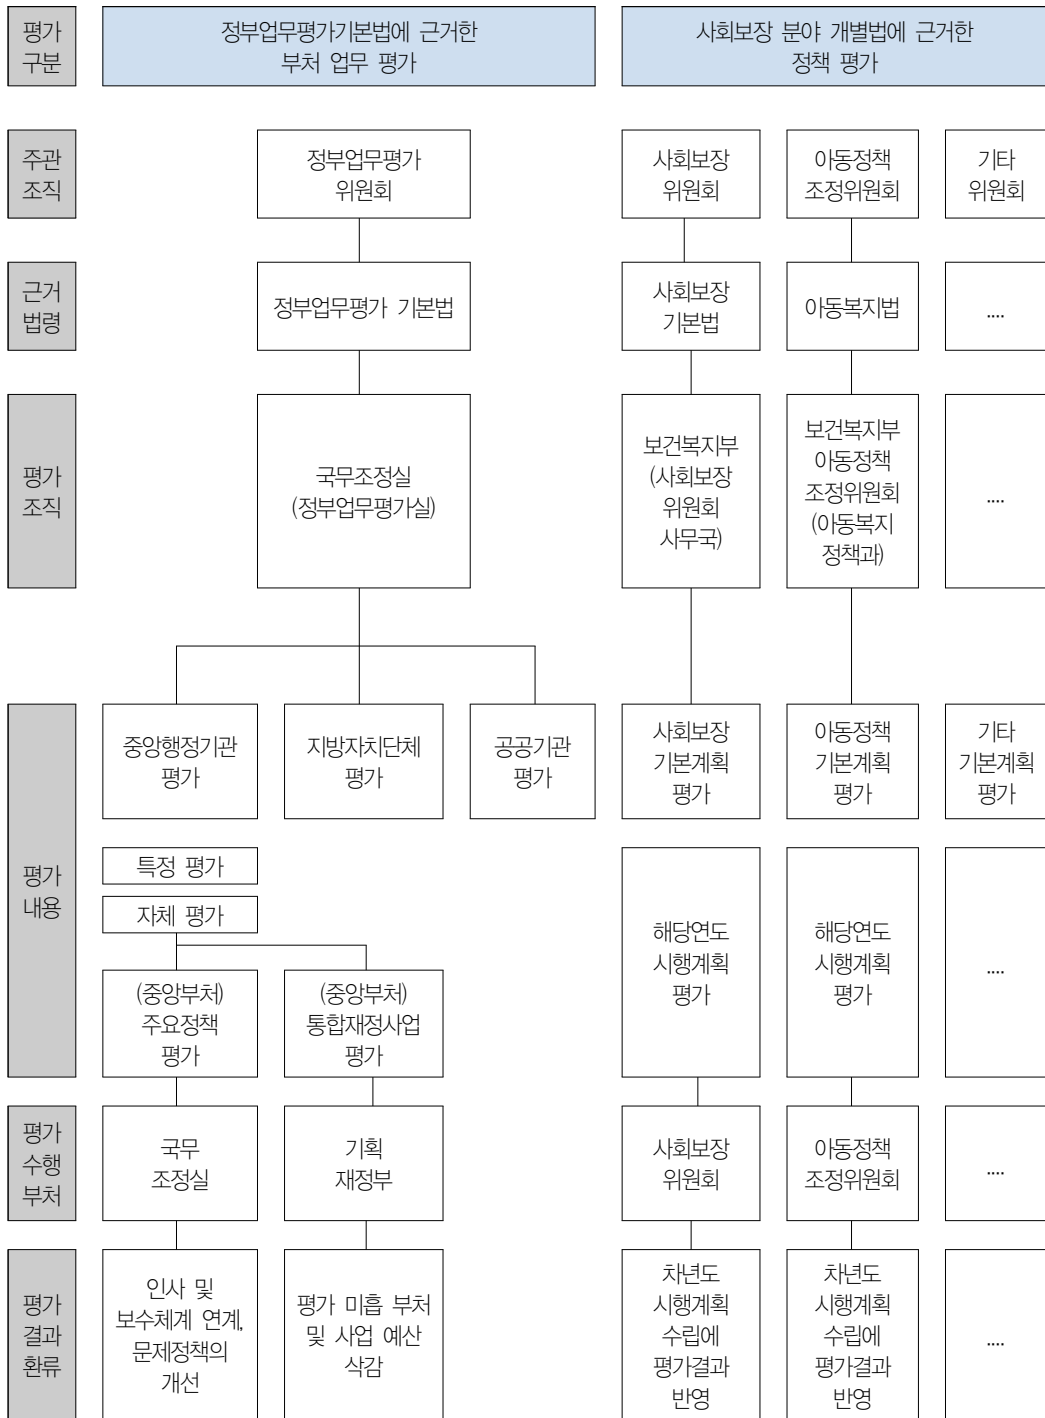 평가
구분
정부업무평가기본법에 근거한
부처 업무 평가
사회보장 분야 개별법에 근거한
정책 평가
주관
조직
정부업무평가
위원회
사회보장
위원회
아동정책
조정위원회
기타
위원회
근거
법령
정부업무평가 기본법
사회보장
기본법
아동복지법
....
평가
조직
국무조정실
(정부업무평가실)
보건복지부
(사회보장
위원회
사무국)
보건복지부
아동정책
조정위원회
(아동복지
정책과)
....
평가
내용
중앙행정기관
평가
지방자치단체
평가
공공기관
평가
사회보장
기본계획
평가
아동정책
기본계획
평가
기타
기본계획
평가
특정 평가
자체 평가
(중앙부처)
주요정책
평가
(중앙부처)
통합재정사업
평가
해당연도
시행계획
평가
해당연도
시행계획
평가
....
평가
수행
부처
국무
조정실
기획
재정부
사회보장
위원회
아동정책
조정위원회
....
평가
결과
환류
인사 및
보수체계 연계,
문제정책의
개선
평가 미흡 부처
및 사업 예산
삭감
차년도
시행계획
수립에
평가결과
반영
차년도
시행계획
수립에
평가결과
반영
....